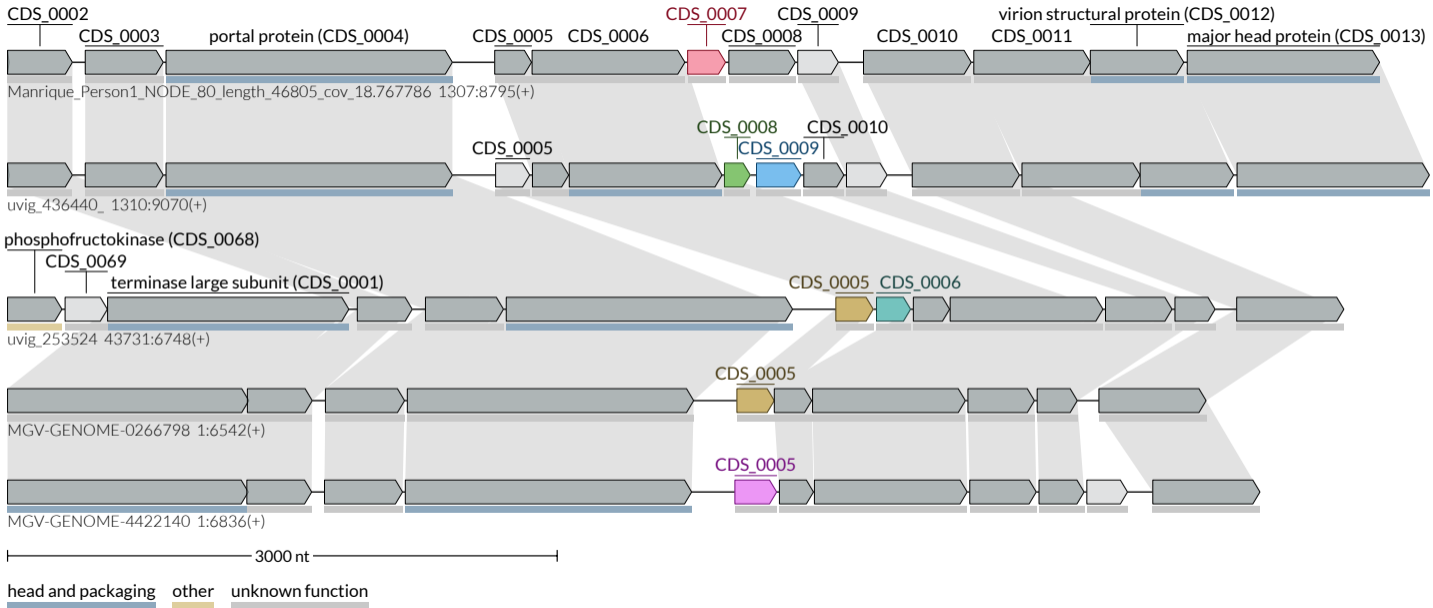 CDS_0002 CDS_0007 CDS_0009 virion structural protein (CDS_0012)
CDS_0003 portal protein (CDS_0004) CDS_0005 CDS_0006 CDS_0008 CDS_0010 CDS_0011 major head protein (CDS_0013)
Manrique_Person1_NODE_80_length_46805_cov_18.767786 1307:8795(+)
CDS_0008 CDS_0010
CDS_0005 CDS_0009
uvig_436440_ 1310:9070(+)
phosphofructokinase (CDS_0068)
CDS_0069
terminase large subunit (CDS_0001) CDS_0005 CDS_0006
uvig_253524 43731:6748(+)
CDS_0005
MGV-GENOME-0266798 1:6542(+)
CDS_0005
MGV-GENOME-4422140 1:6836(+)
3000 nt
head and packaging other unknown function